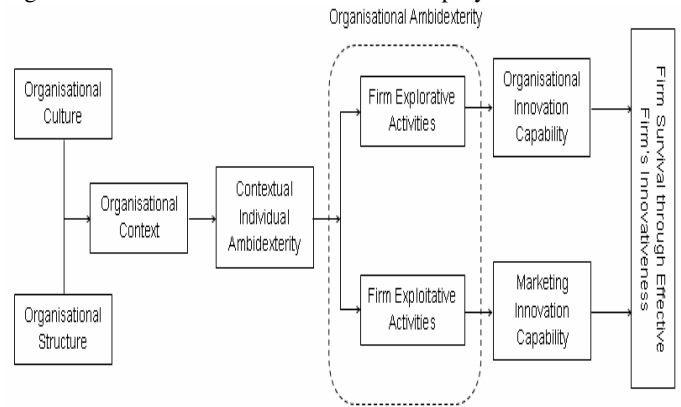 Organisational Ambidexterity
Organisational
Culture
Organisational
Structure
Organisational
Context
Contextual
Individual
Ambidexterity
Firm Explorative
Activities
Firm Exploitative
Activities
Organisational
Innovation
Capability
Marketing
Innovation
Capability
Firm Survival through Effective
Firm's Innovativeness